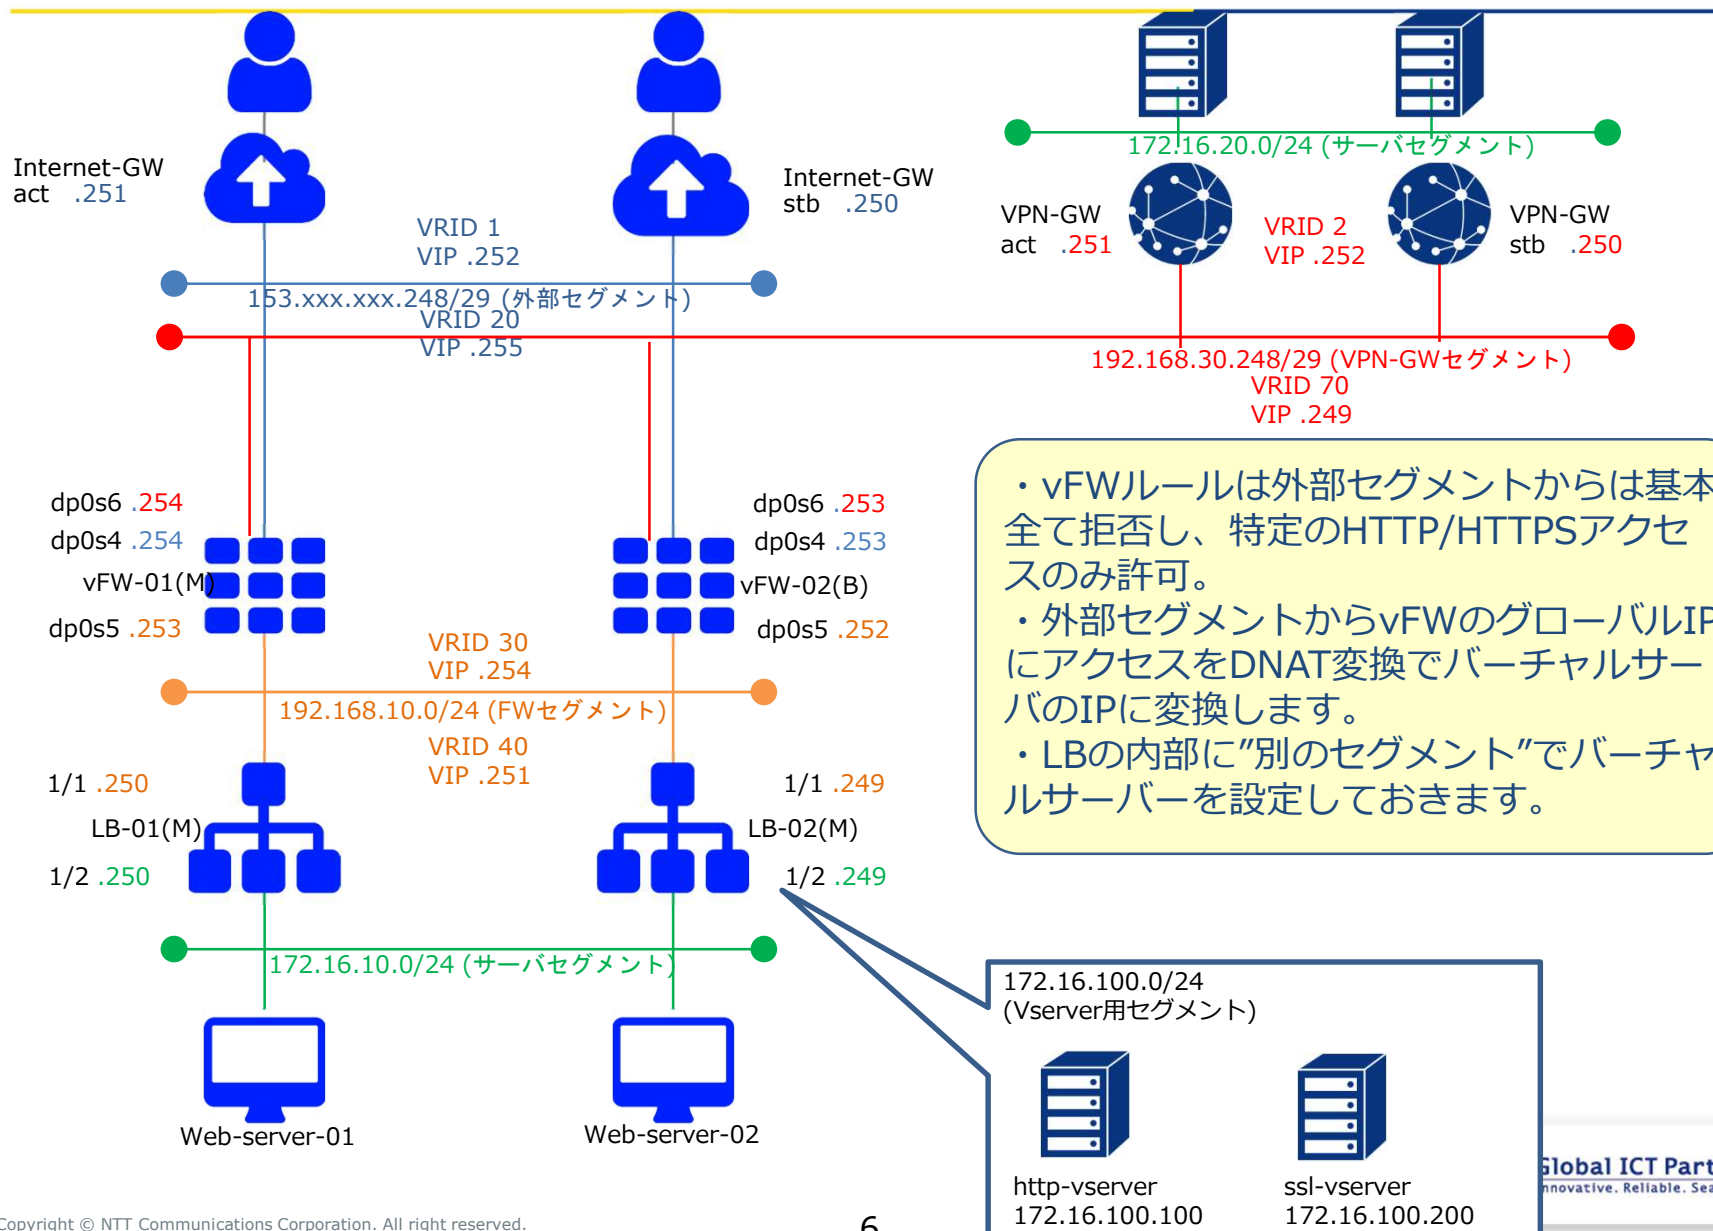 Internet-GW
act .251
Internet-GW
stb .250
VRID 1
VIP .252
153.xxx.xxx.248/29 (外部セグメント)
VRID 20
VIP .255
172.16.20.0/24 (サーバセグメント)
VPN-GW
act .251
VRID 2
VIP .252
VPN-GW
stb .250
192.168.30.248/29 (VPN-GWセグメント)
VRID 70
VIP .249
dp0s6 .254
dp0s4 .254
vFW-01(M)
dp0s5 .253
dp0s6 .253
dp0s4 .253
vFW-02(B)
dp0s5 .252
VRID 30
VIP .254
192.168.10.0/24 (FWセグメント)
VRID 40
VIP .251
1/1 .250
LB-01(M)
1/2 .250
1/1 .249
LB-02(M)
1/2 .249
172.16.10.0/24 (サーバセグメント)
Web-server-01
Web-server-02
・vFWルールは外部セグメントからは基本
全て拒否し、特定のHTTP/HTTPSアクセ
スのみ許可。
・外部セグメントからvFWのグローバルIP
にアクセスをDNAT変換でバーチャルサー
バのIPに変換します。
・LBの内部に”別のセグメント”でバーチャ
ルサーバーを設定しておきます。
172.16.100.0/24
(Vserver用セグメント)
http-vserver
172.16.100.100
ssl-vserver
172.16.100.200
Global ICT Part
nnovative. Reliable. Sea
Copyright © NTT Communications Corporation. All right reserved.
6